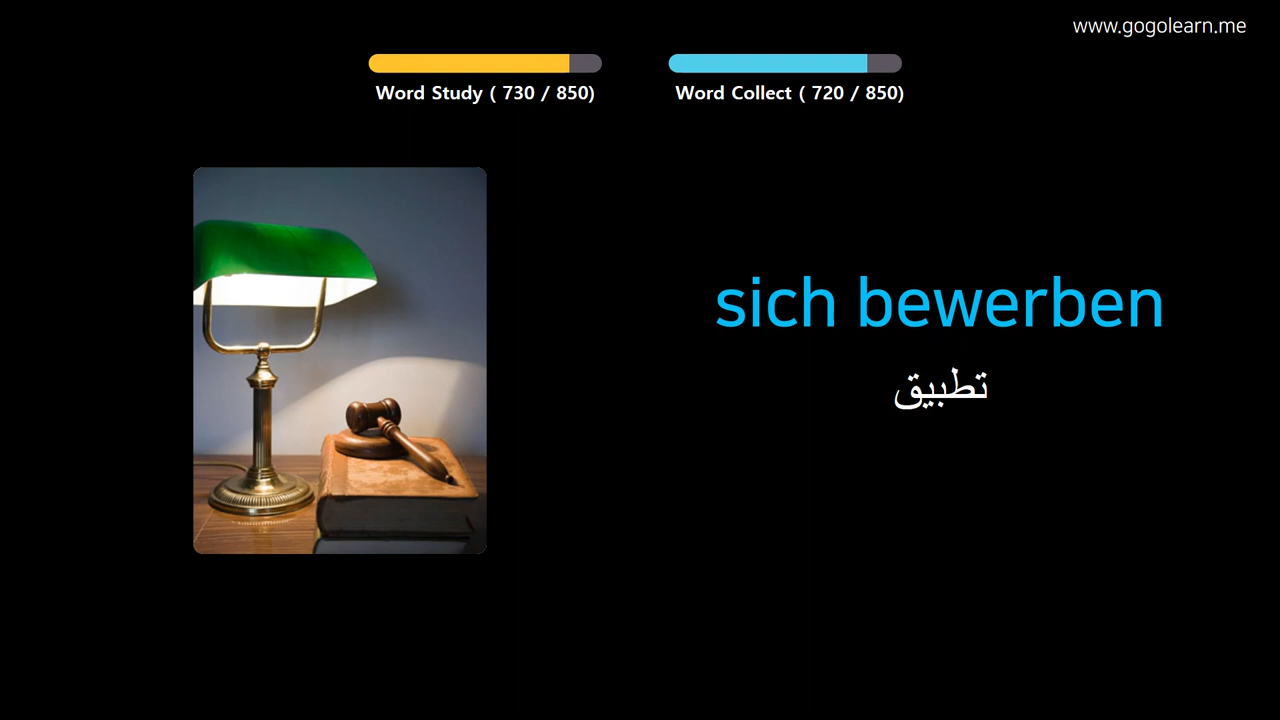 www.gogolearn.me
Word Study ( 730 / 850)
Word Collect ( 720 / 850)
sich bewerben
تطبيق